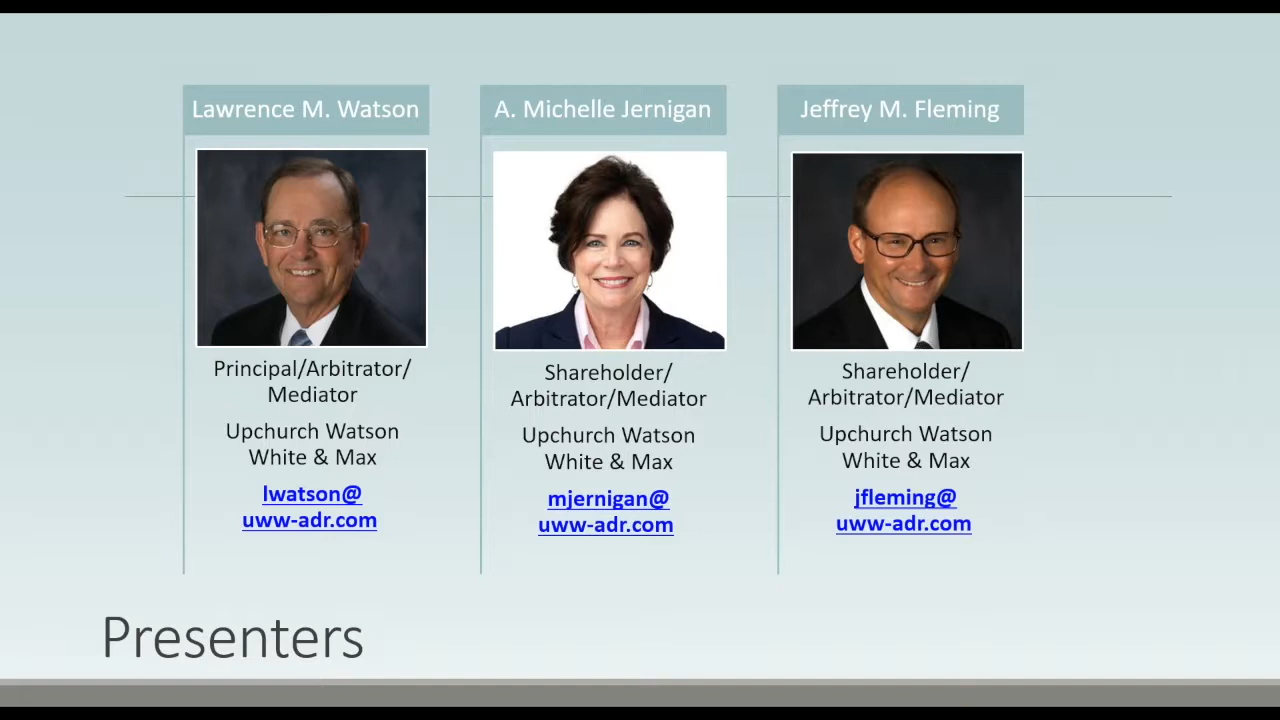 Lawrence M. Watson
Principal/Arbitrator/
Mediator
Upchurch Watson
White & Max
lwatson@
uww-adr.com
A. Michelle Jernigan
Shareholder/
Arbitrator/Mediator
Upchurch Watson
White & Max
mjernigan@
uww-adr.com
Jeffrey M. Fleming
Shareholder/
Arbitrator/Mediator
Upchurch Watson
White & Max
jfleming@
uww-adr.com
Presenters